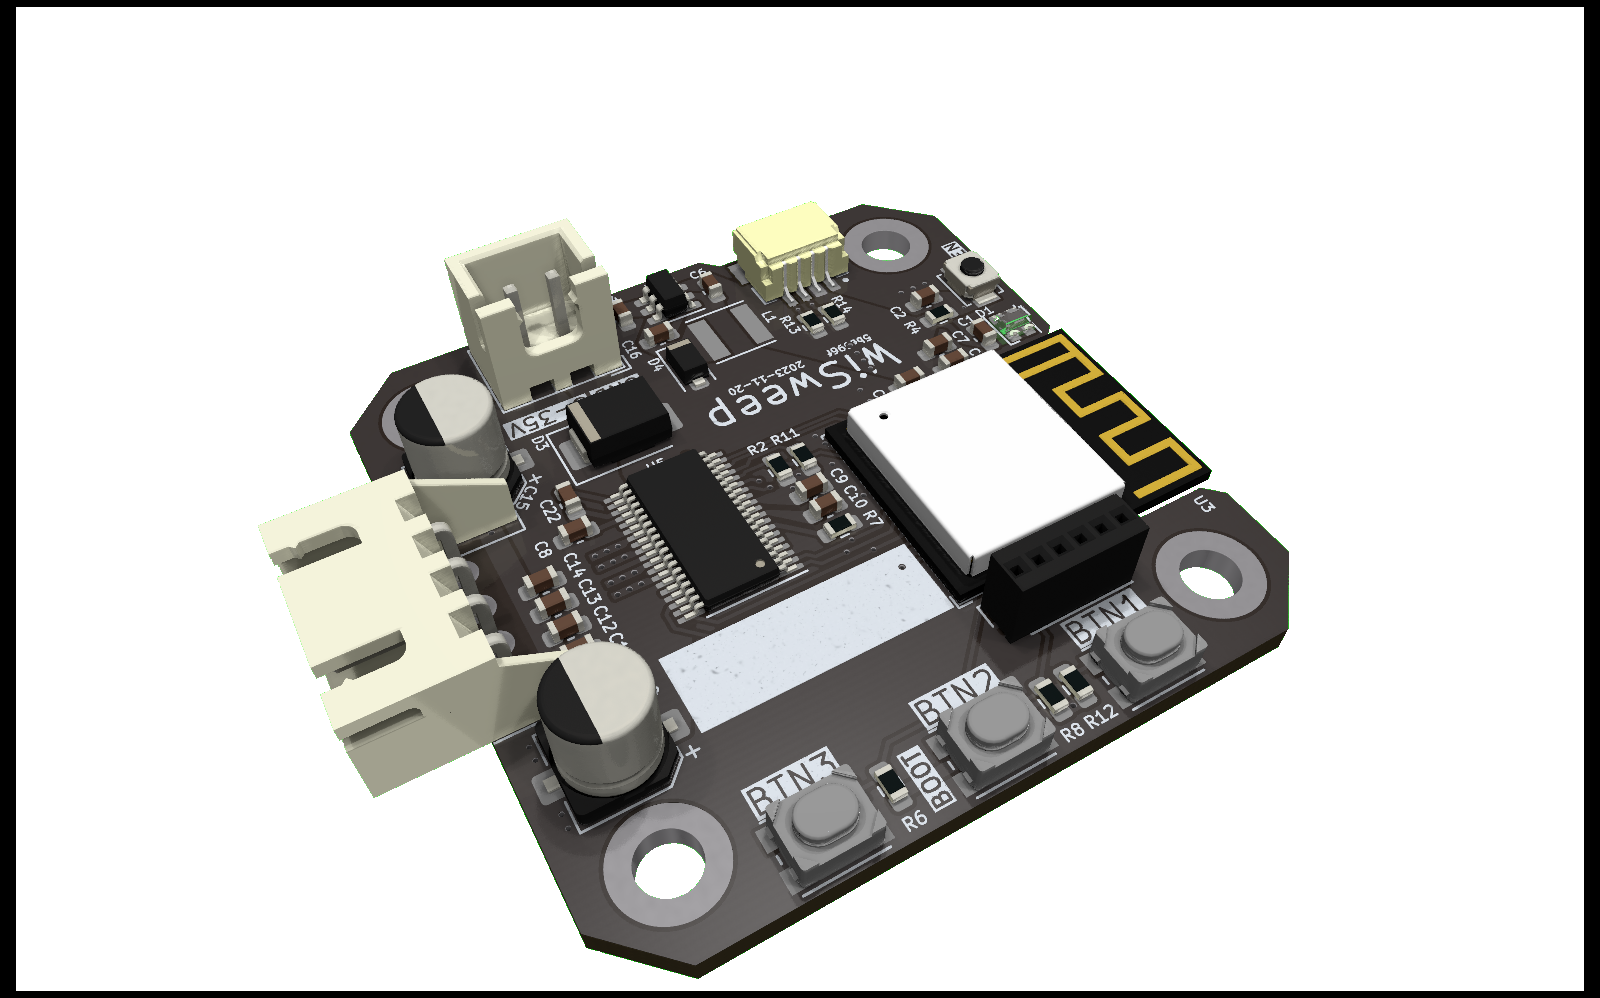 C6
C16
D4
L1
R13
R14
C2
R4
C1
D1
C7
wiSweep
2023-11-20
-35V
D3
R2
R11
C9
C10
R7
+
C15
C22
C8
C14
C13
C12
U3
BTN1
BTN2
R8
R12
BOOT
BTN3
R6
+